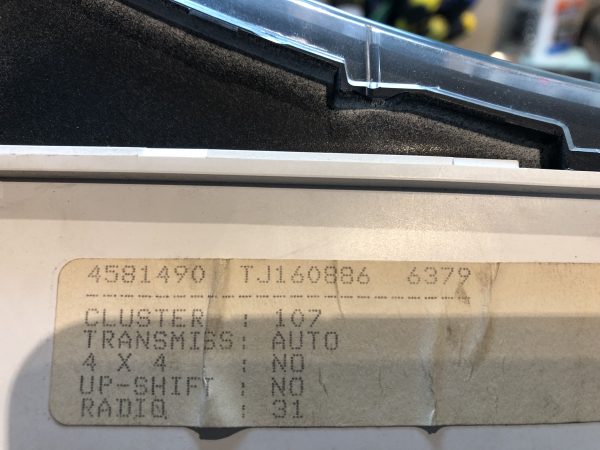 4581490 TJ160886 6379
CLUSTER : 107
TRANSMISS: AUTO
4 X 4 : NO
UP-SHIFT : NO
RADIO : 31